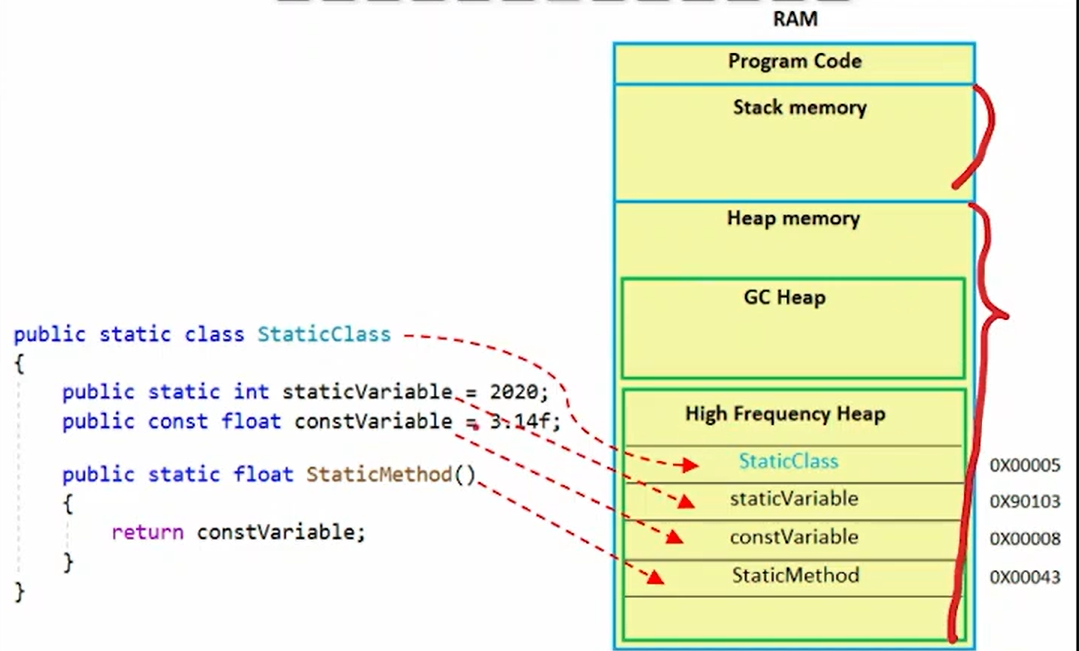 RAM
Program Code
Stack memory
Heap memory
GC Heap
public static class StaticClass
{
public static int staticVariable = 2020;
public const float constVariable = 3.14f;
public static float StaticMethod()
{
return constVariable;
}
}
High Frequency Heap
StaticClass 0X00005
staticVariable 0X90103
constVariable 0X00008
StaticMethod 0X00043